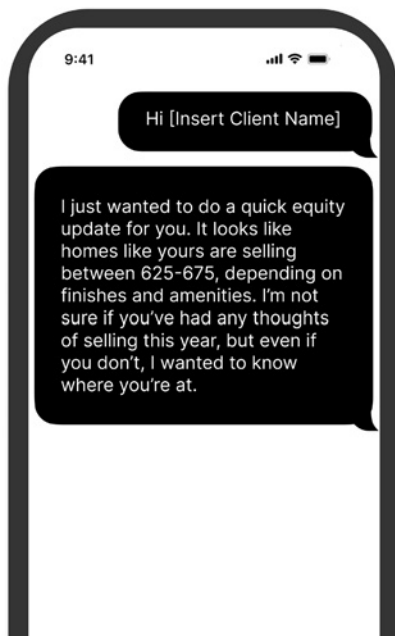 9:41
Hi [Insert Client Name]
I just wanted to do a quick equity
update for you. It looks like
homes like yours are selling
between 625-675, depending on
finishes and amenities. I’m not
sure if you’ve had any thoughts
of selling this year, but even if
you don’t, I wanted to know
where you’re at.